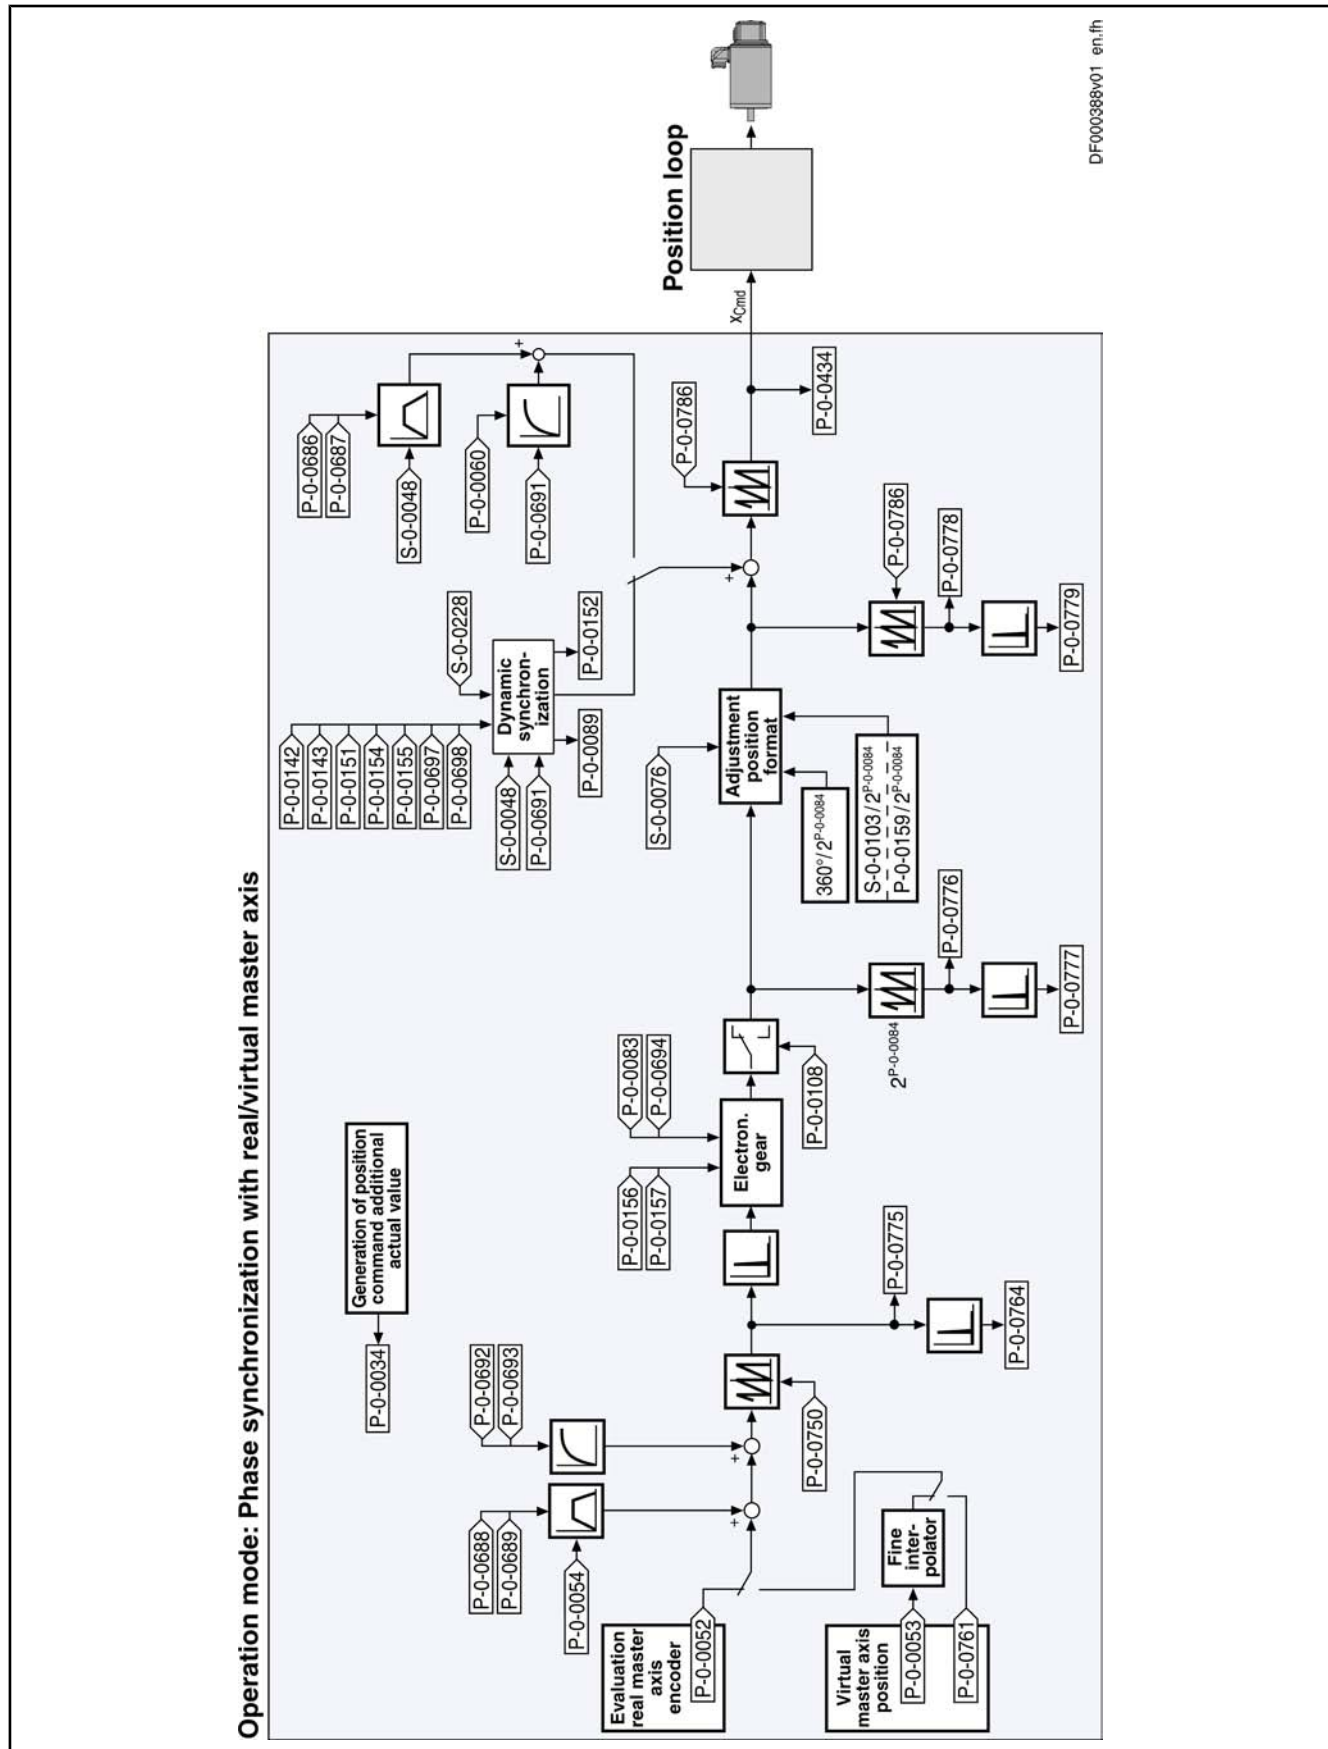 Operation mode: Phase synchronization with real/virtual master axis
Generation of position
command additional
actual value
P-0-0034
P-0-0688
P-0-0689
P-0-0054
P-0-0692
P-0-0693
Evaluation
real master
axis
encoder
P-0-0052
Virtual
master axis
position
P-0-0053
P-0-0761
Fine
inter-
polator
+
+
P-0-0750
P-0-0775
P-0-0764
P-0-0156
P-0-0157
P-0-0083
P-0-0694
Electron.
gear
P-0-0108
2P-0-0084
P-0-0776
P-0-0777
P-0-0142
P-0-0143
P-0-0151
P-0-0154
P-0-0155
P-0-0697
P-0-0698
S-0-0228
S-0-0048
P-0-0691
Dynamic
synchron-
ization
P-0-0089
P-0-0152
S-0-0076
Adjustment
position
format
360°/2P-0-0084
S-0-0103/2P-0-0084
P-0-0159/2P-0-0084
P-0-0686
P-0-0687
S-0-0048
P-0-0060
P-0-0691
+
+
P-0-0786
P-0-0786
P-0-0778
P-0-0779
P-0-0434
xCmd
Position loop
DF000388v01_en.fh